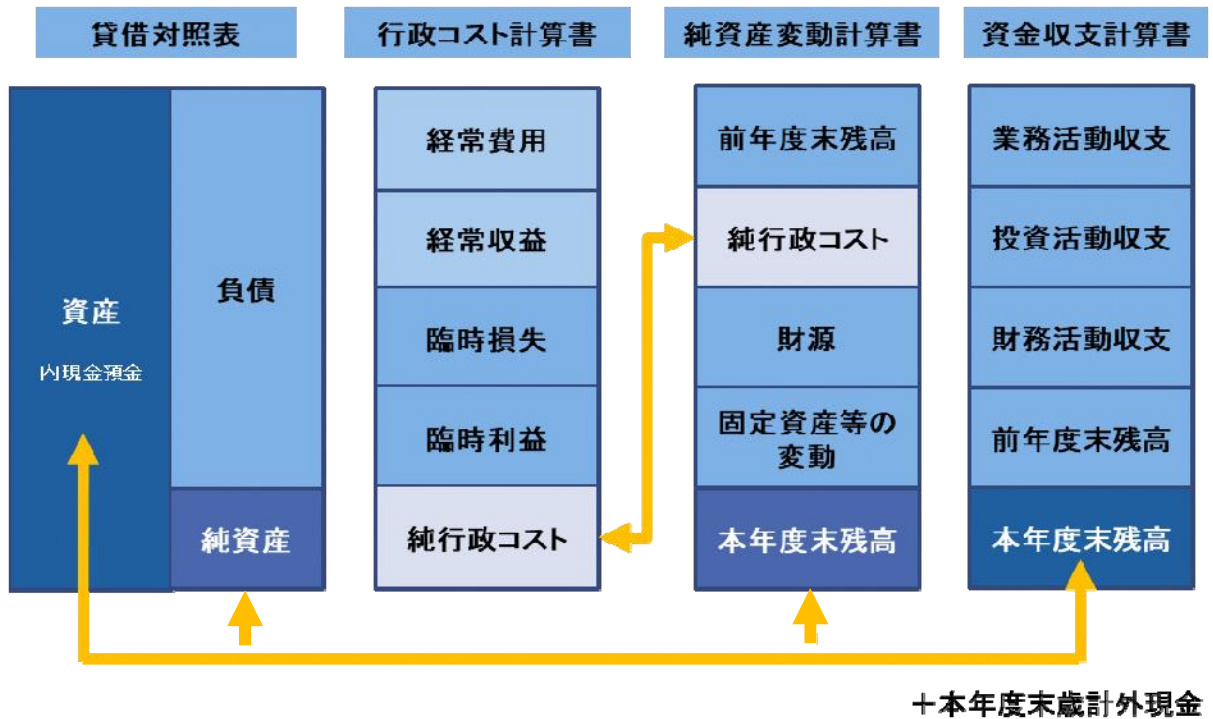 貸借対照表
行政コスト計算書
純資産変動計算書
資金収支計算書
資産
内現金預金
負債
純資産
経常費用
経常収益
臨時損失
臨時利益
純行政コスト
前年度末残高
純行政コスト
財源
固定資産等の
変動
本年度末残高
業務活動収支
投資活動収支
財務活動収支
前年度末残高
本年度末残高
＋本年度末歳計外現金